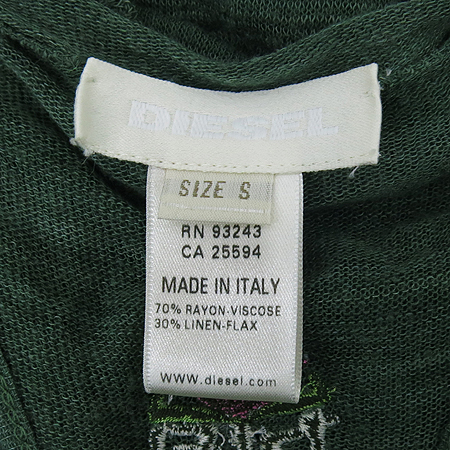 DIESEL
SIZE S
RN 93243
CA 25594
MADE IN ITALY
70% RAYON-VISCOSE
30% LINEN-FLAX
www.diesel.com